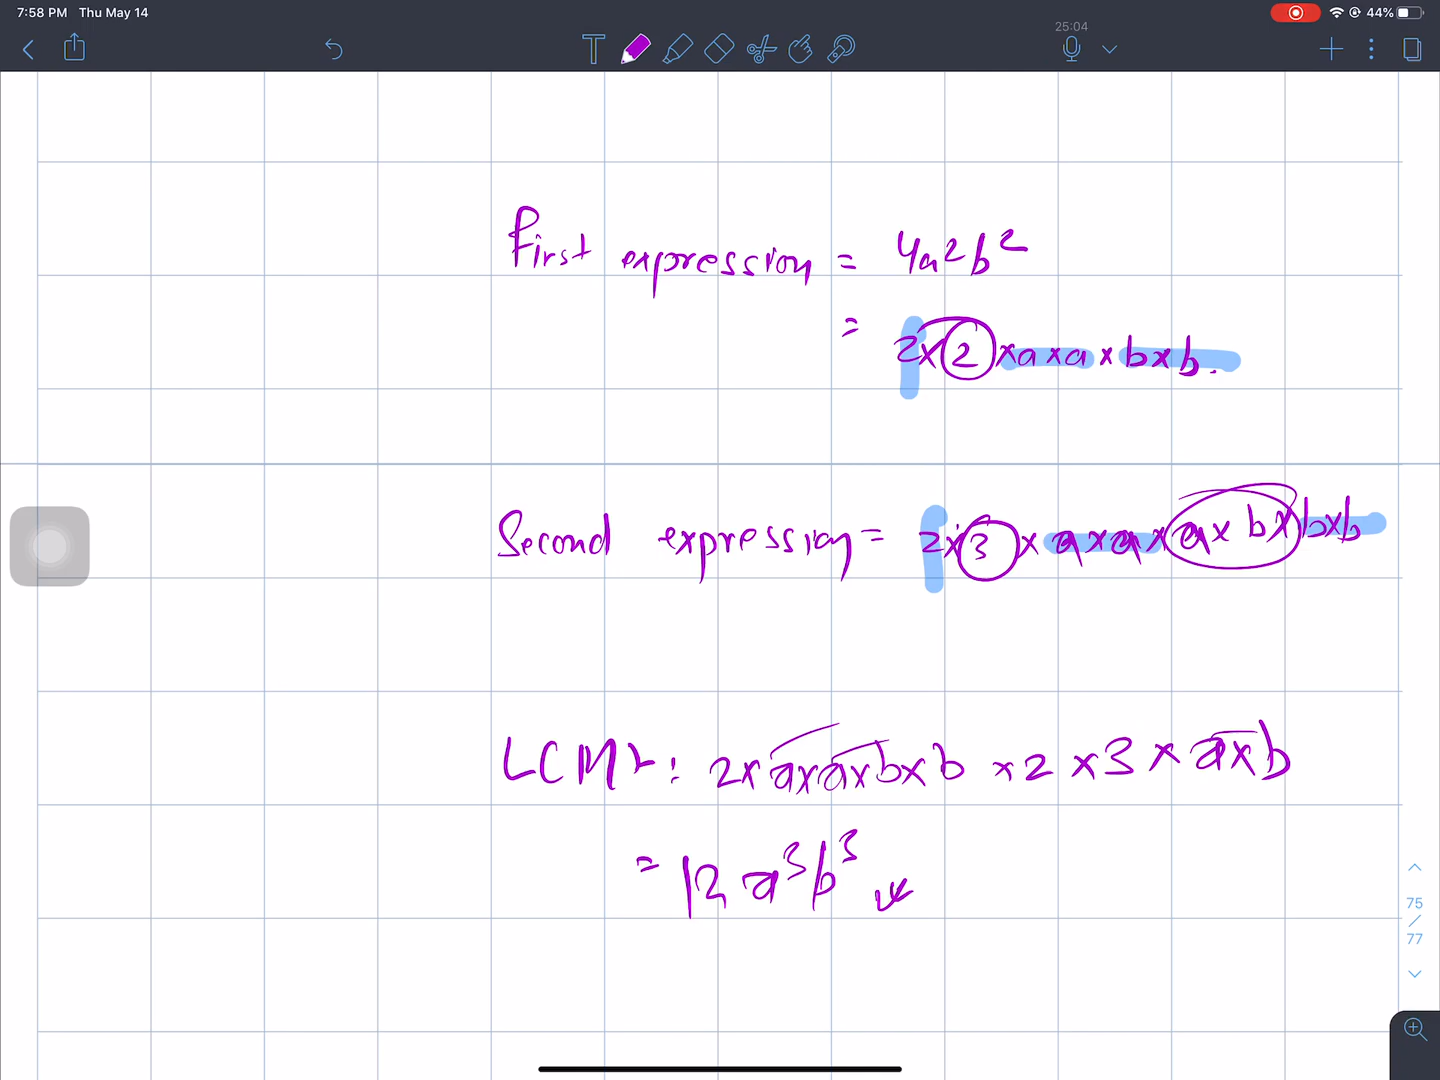 7:58 PM Thu May 14
44%
25:04
First expression = 4a2b²
= 2×2×a×a×b×b.
Second expression = 2×3×a×a×a×b×b×b
LCM: 2×a×a×b×b×2×3×a×b
= 12a³b³
75
/
77